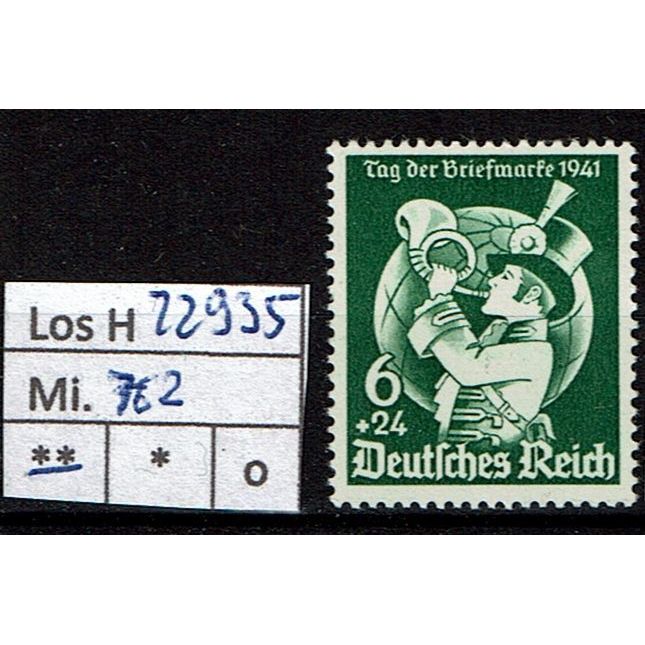 Los H 22935
Mi. 762
** * o
Tag der Briefmarke 1941
6
+24
Deutsches Reich